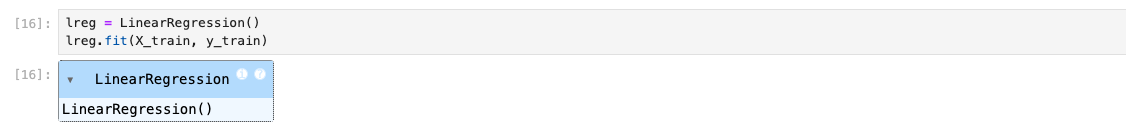 [16]: lreg = LinearRegression()
lreg.fit(X_train, y_train)
[16]: ▾ LinearRegression i ?
LinearRegression()